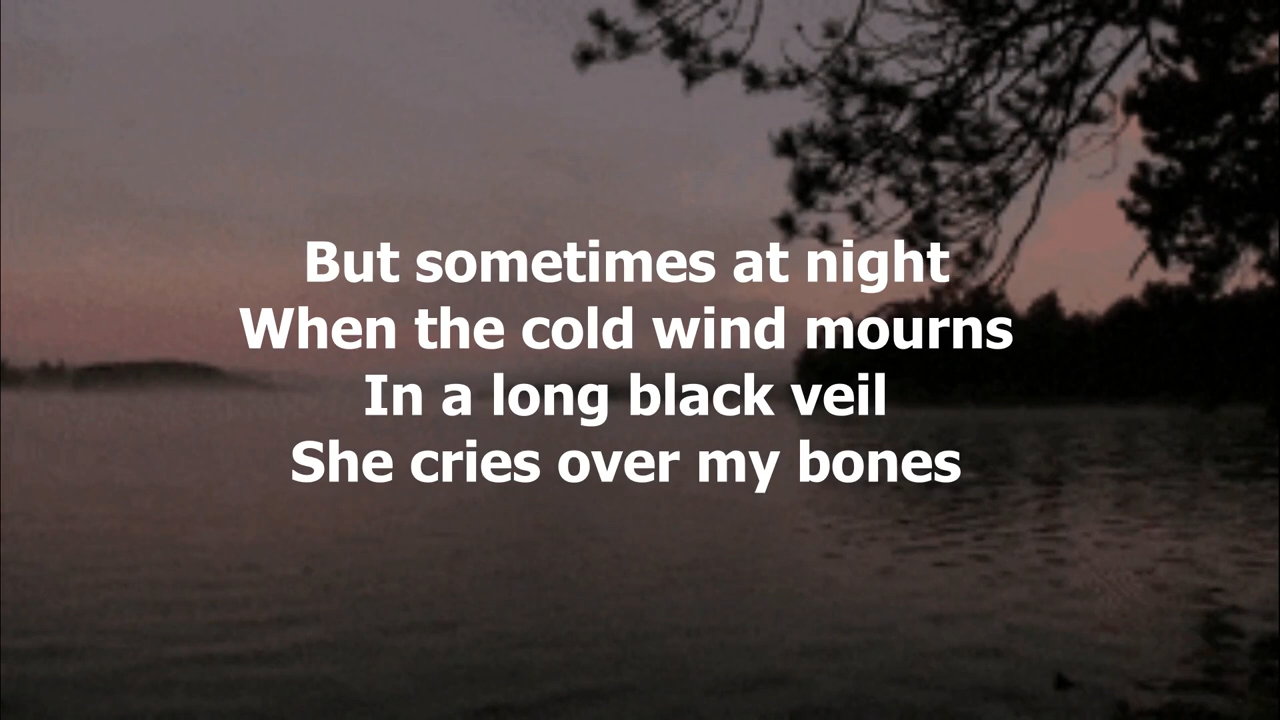 But sometimes at night
When the cold wind mourns
In a long black veil
She cries over my bones